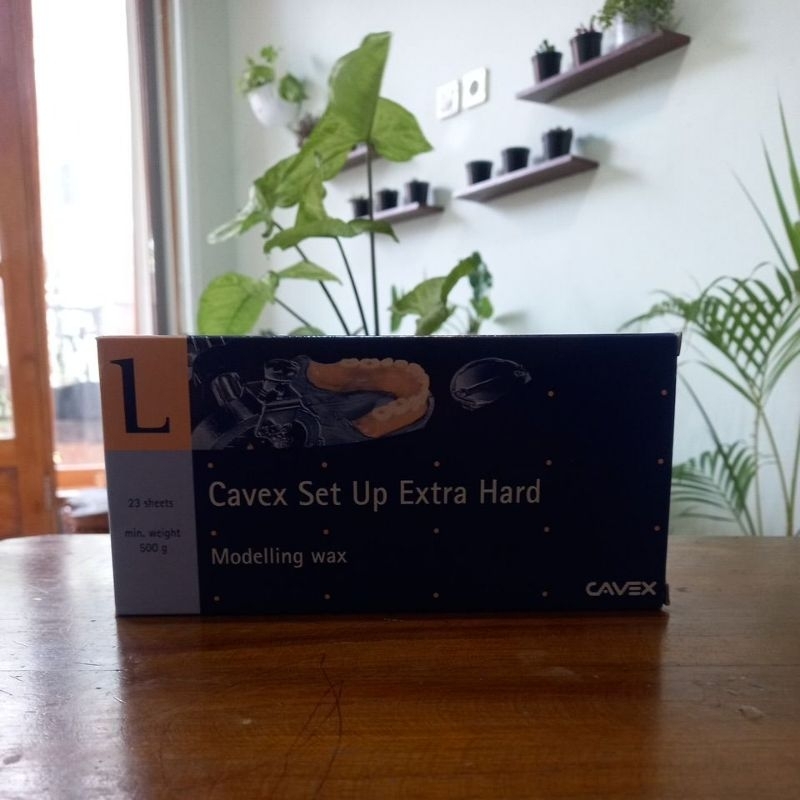 L
23 sheets
min. weight
500 g
Cavex Set Up Extra Hard
Modelling wax
CAVEX